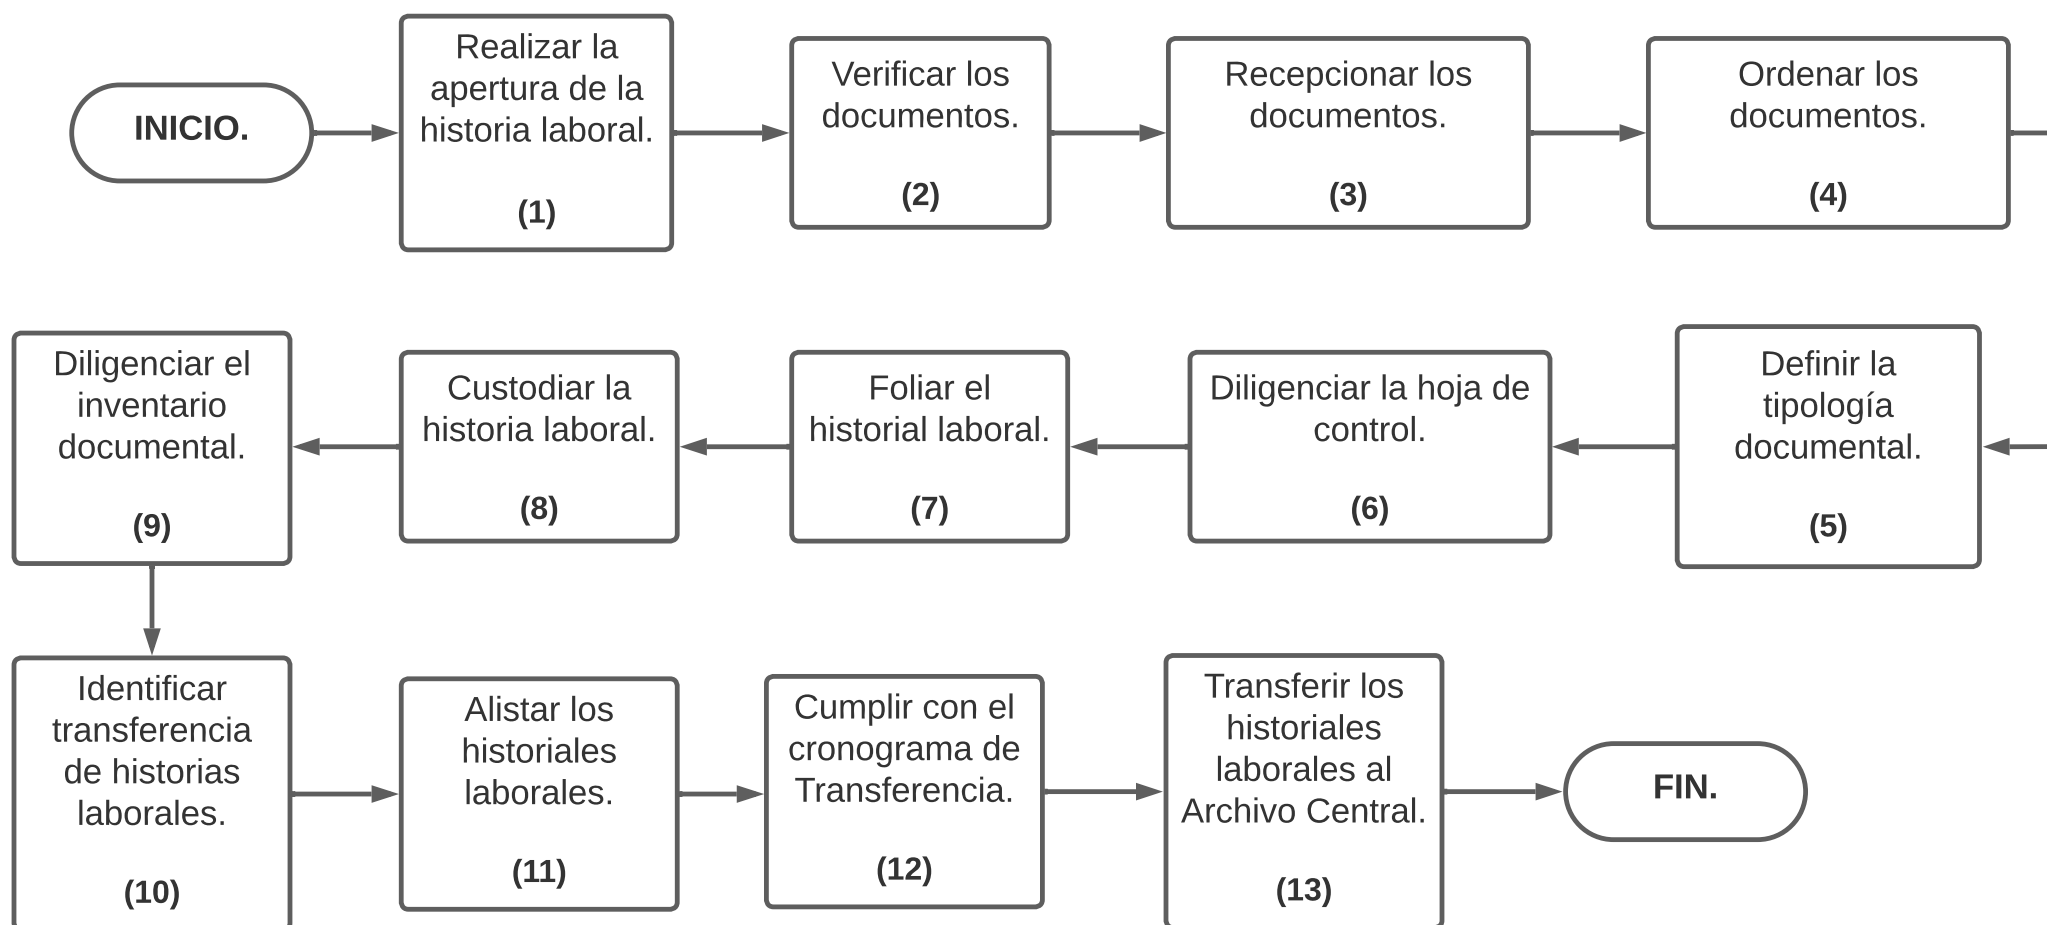 INICIO.
Realizar la
apertura de la
historia laboral.
(1)
Verificar los
documentos.
(2)
Recepcionar los
documentos.
(3)
Ordenar los
documentos.
(4)
Definir la
tipología
documental.
(5)
Diligenciar la hoja de
control.
(6)
Foliar el
historial laboral.
(7)
Custodiar la
historia laboral.
(8)
Diligenciar el
inventario
documental.
(9)
Identificar
transferencia
de historias
laborales.
(10)
Alistar los
historiales
laborales.
(11)
Cumplir con el
cronograma de
Transferencia.
(12)
Transferir los
historiales
laborales al
Archivo Central.
(13)
FIN.